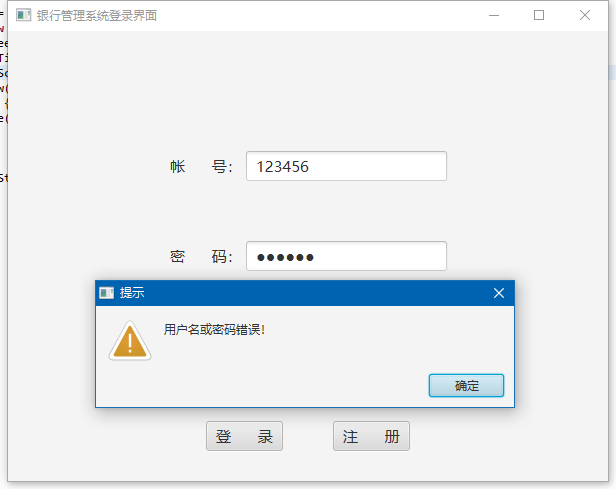 银行管理系统登录界面
帐 号：
123456
密 码：
●●●●●●
提示
用户名或密码错误!
确定
登 录
注 册